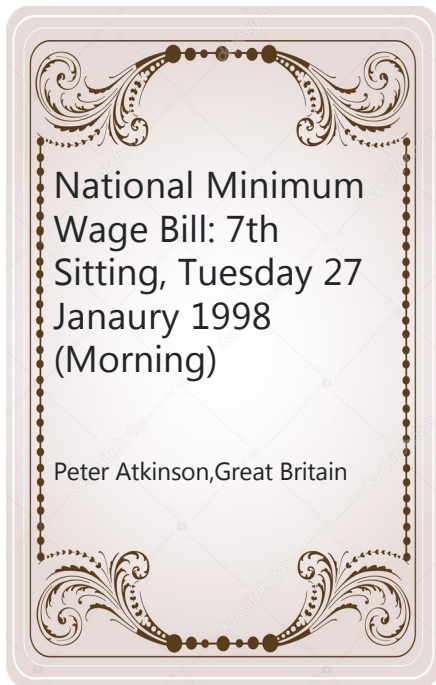 National Minimum
Wage Bill: 7th
Sitting, Tuesday 27
Janaury 1998
(Morning)
Peter Atkinson,Great Britain